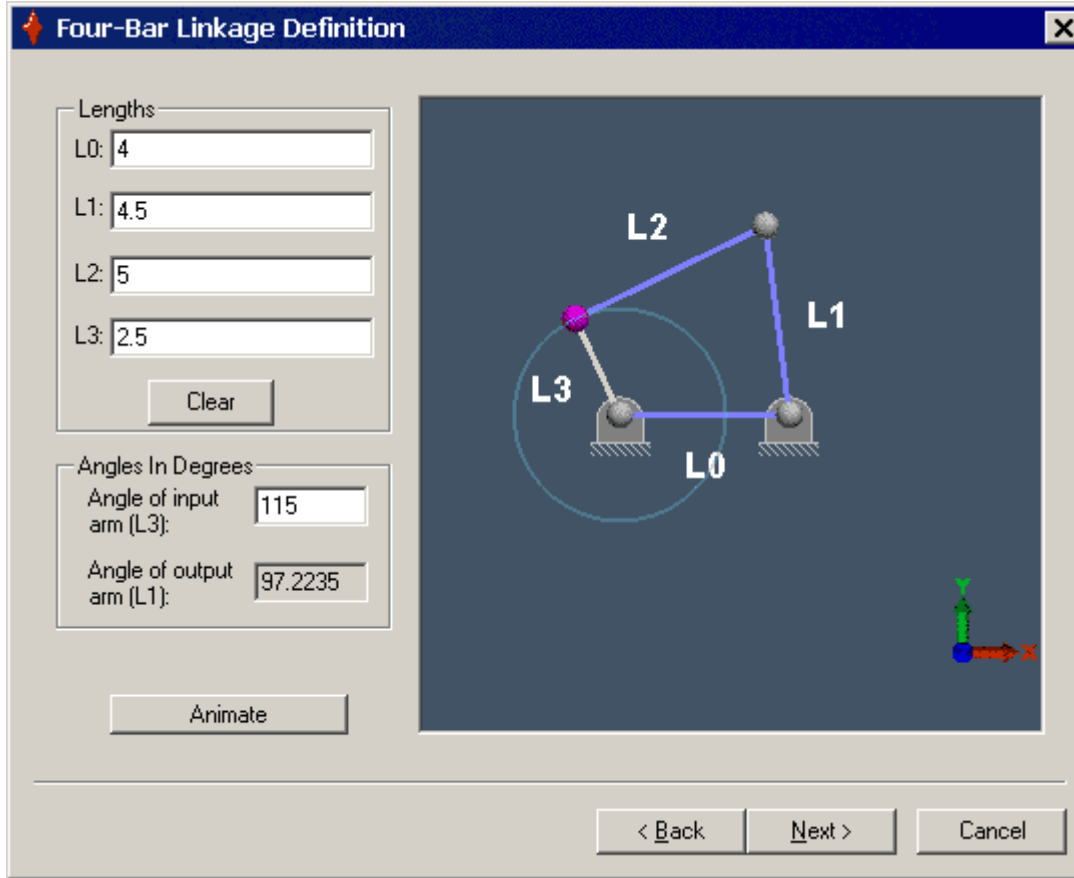 Four-Bar Linkage Definition
Lengths
L0: 4
L1: 4.5
L2: 5
L3: 2.5
Clear
Angles In Degrees
Angle of input
arm (L3):
115
Angle of output
arm (L1):
97.2235
Animate
L2
L1
L3
L0
Y
X
< Back
Next >
Cancel